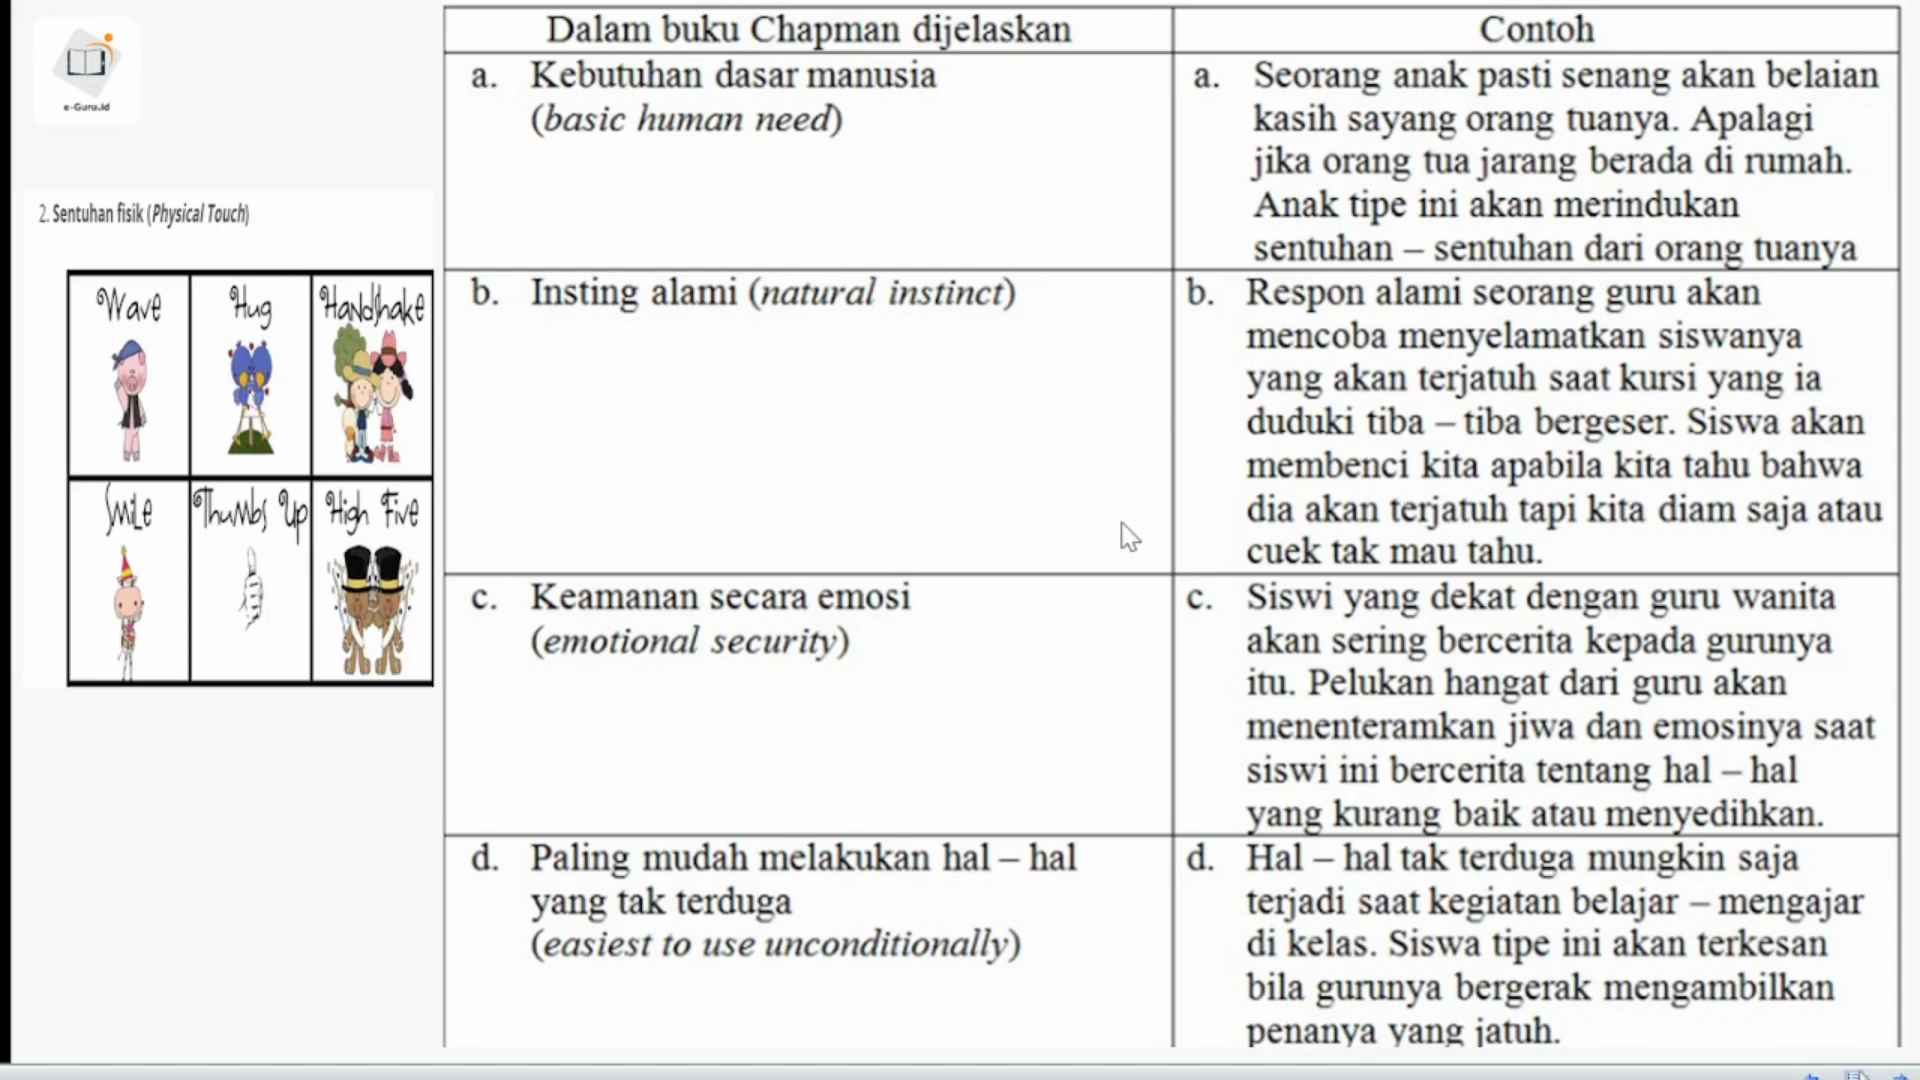 e-Guru.id
2. Sentuhan fisik (Physical Touch)
Wave
Hug
Handshake
Smile
Thumbs Up
High Five
Dalam buku Chapman dijelaskan
Contoh
a. Kebutuhan dasar manusia
(basic human need)
a. Seorang anak pasti senang akan belaian
kasih sayang orang tuanya. Apalagi
jika orang tua jarang berada di rumah.
Anak tipe ini akan merindukan
sentuhan – sentuhan dari orang tuanya
b. Insting alami (natural instinct)
b. Respon alami seorang guru akan
mencoba menyelamatkan siswanya
yang akan terjatuh saat kursi yang ia
duduki tiba – tiba bergeser. Siswa akan
membenci kita apabila kita tahu bahwa
dia akan terjatuh tapi kita diam saja atau
cuek tak mau tahu.
c. Keamanan secara emosi
(emotional security)
c. Siswi yang dekat dengan guru wanita
akan sering bercerita kepada gurunya
itu. Pelukan hangat dari guru akan
menenteramkan jiwa dan emosinya saat
siswi ini bercerita tentang hal – hal
yang kurang baik atau menyedihkan.
d. Paling mudah melakukan hal – hal
yang tak terduga
(easiest to use unconditionally)
d. Hal – hal tak terduga mungkin saja
terjadi saat kegiatan belajar – mengajar
di kelas. Siswa tipe ini akan terkesan
bila gurunya bergerak mengambilkan
penanya yang jatuh.